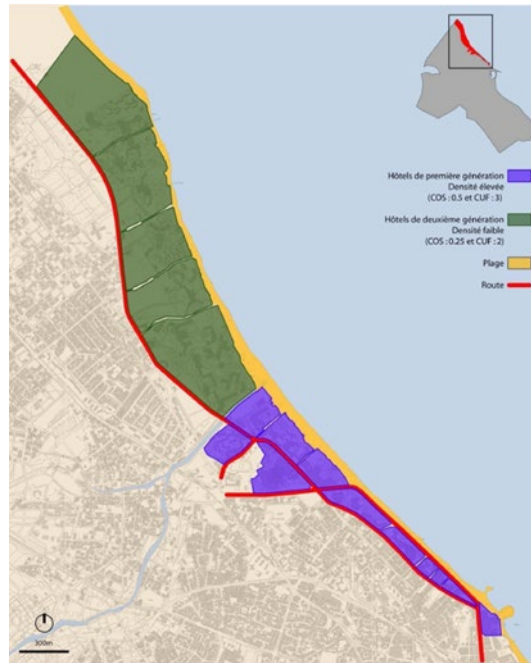 Hôtels de première génération
Densité élevée
(COS : 0.5 et CUF : 3)
Hôtels de deuxième génération
Densité faible
(COS : 0.25 et CUF : 2)
Plage
Route
300m